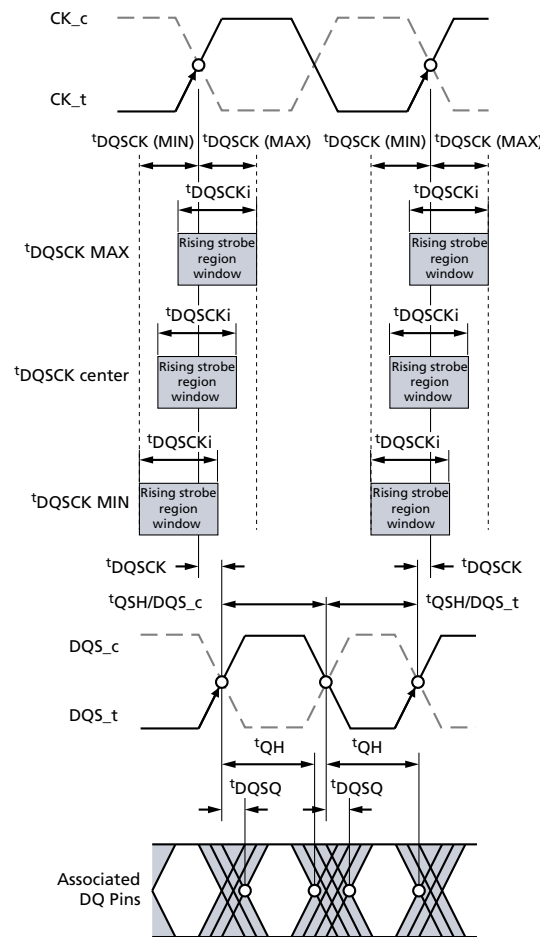 CK_c
CK_t
tDQSCK (MIN) tDQSCK (MAX) tDQSCK (MIN) tDQSCK (MAX)
tDQSCKi tDQSCKi
tDQSCK MAX
Rising strobe
region
window
Rising strobe
region
window
tDQSCKi tDQSCKi
tDQSCK center
Rising strobe
region
window
Rising strobe
region
window
tDQSCKi tDQSCKi
tDQSCK MIN
Rising strobe
region
window
Rising strobe
region
window
tDQSCK tDQSCK
tQSH/DQS_c tQSH/DQS_t
DQS_c
DQS_t
tQH tQH
tDQSQ tDQSQ
Associated
DQ Pins